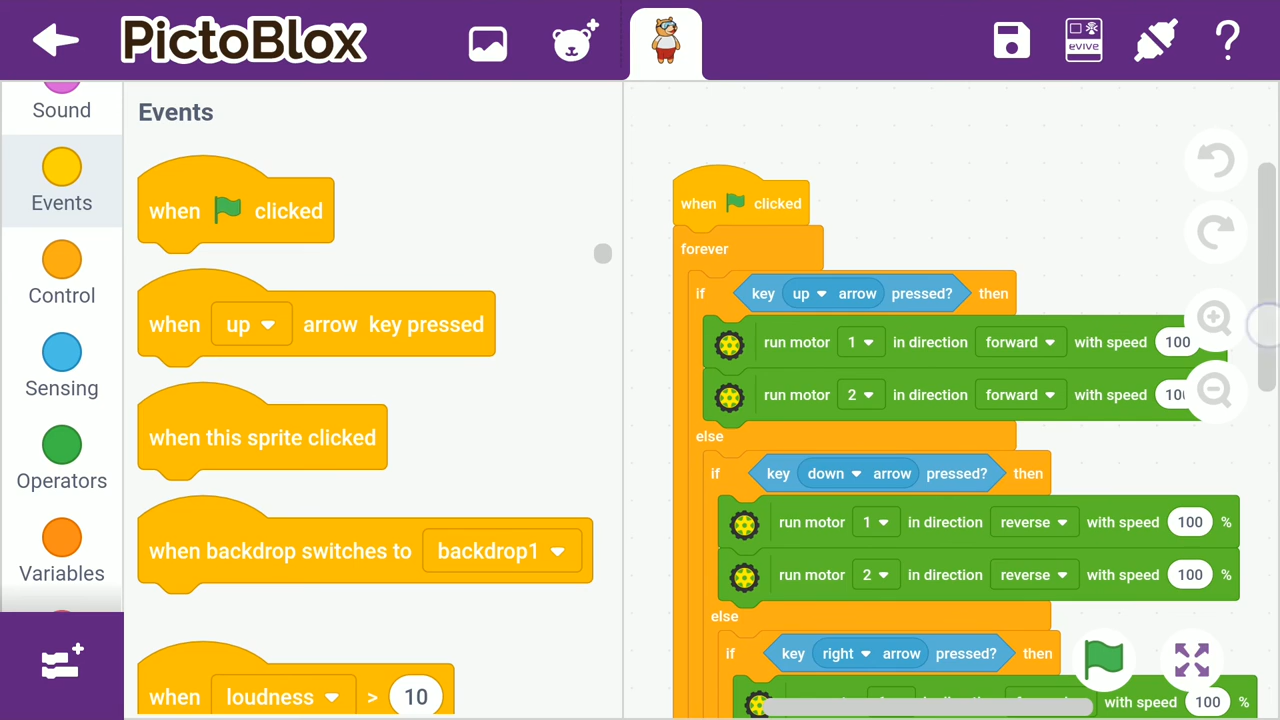 PictoBlox
evive
?
Sound
Events
Control
Sensing
Operators
Variables
Events
when clicked
when up arrow key pressed
when this sprite clicked
when backdrop switches to backdrop1
when loudness > 10
when clicked
forever
if key up arrow pressed? then
run motor 1 in direction forward with speed 100
run motor 2 in direction forward with speed
else
if key down arrow pressed? then
run motor 1 in direction reverse with speed 100 %
run motor 2 in direction reverse with speed 100 %
else
if key right arrow pressed? then
with speed 100 %